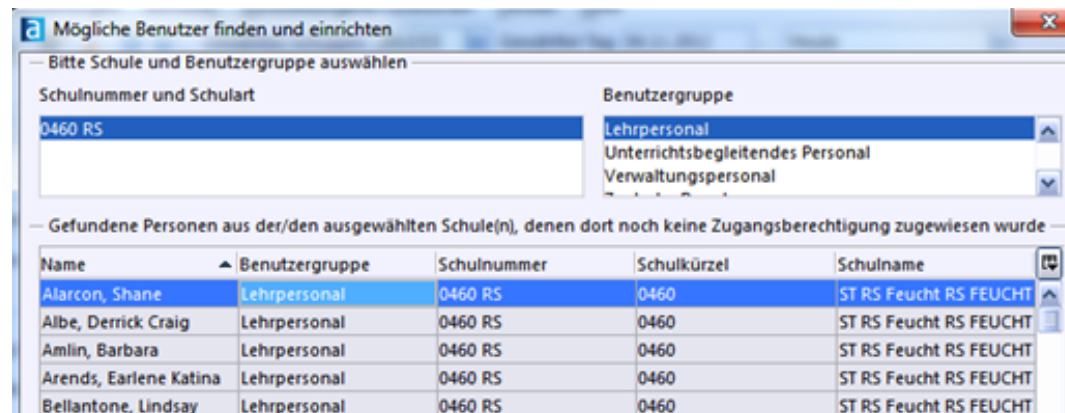 Mögliche Benutzer finden und einrichten
Bitte Schule und Benutzergruppe auswählen
Schulnummer und Schulart
Benutzergruppe
0460 RS
Lehrpersonal
Unterrichtsbegleitendes Personal
Verwaltungspersonal
Gefundene Personen aus der/den ausgewählten Schule(n), denen dort noch keine Zugangsberechtigung zugewiesen wurde
Name Benutzergruppe Schulnummer Schulkürzel Schulname
Alarcon, Shane Lehrpersonal 0460 RS 0460 ST RS Feucht RS FEUCHT
Albe, Derrick Craig Lehrpersonal 0460 RS 0460 ST RS Feucht RS FEUCHT
Amlin, Barbara Lehrpersonal 0460 RS 0460 ST RS Feucht RS FEUCHT
Arends, Earlene Katina Lehrpersonal 0460 RS 0460 ST RS Feucht RS FEUCHT
Bellantone, Lindsay Lehrpersonal 0460 RS 0460 ST RS Feucht RS FEUCHT